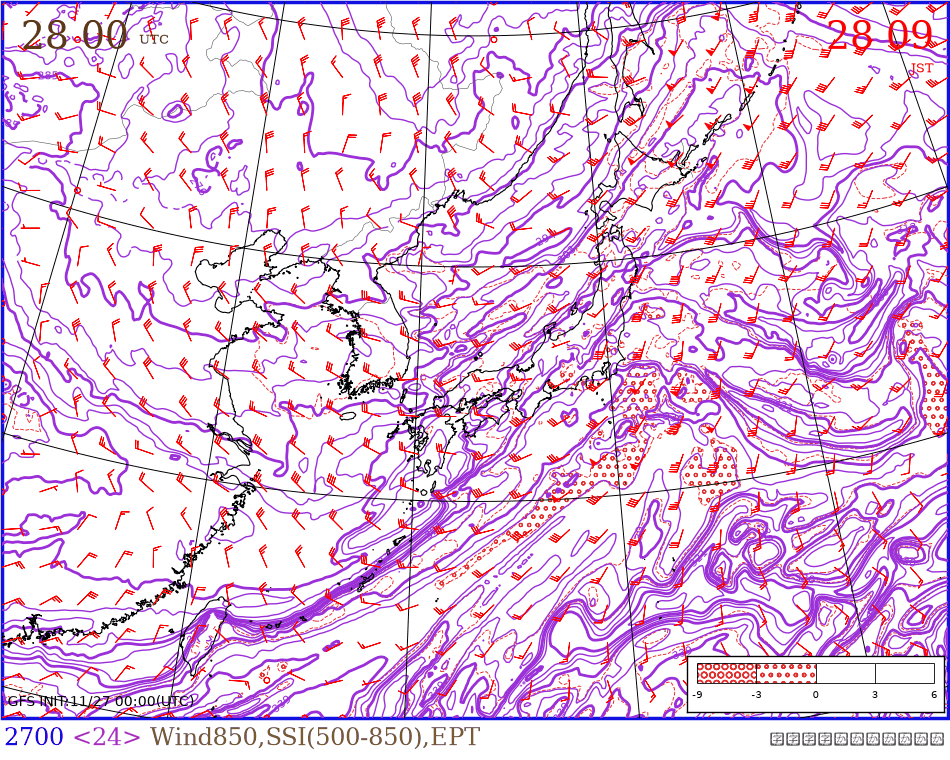 28 00 UTC
28 09
JST
GFS INIT:11/27 00:00(UTC)
-9 -3 0 3 6
2700 <24> Wind850,SSI(500-850),EPT